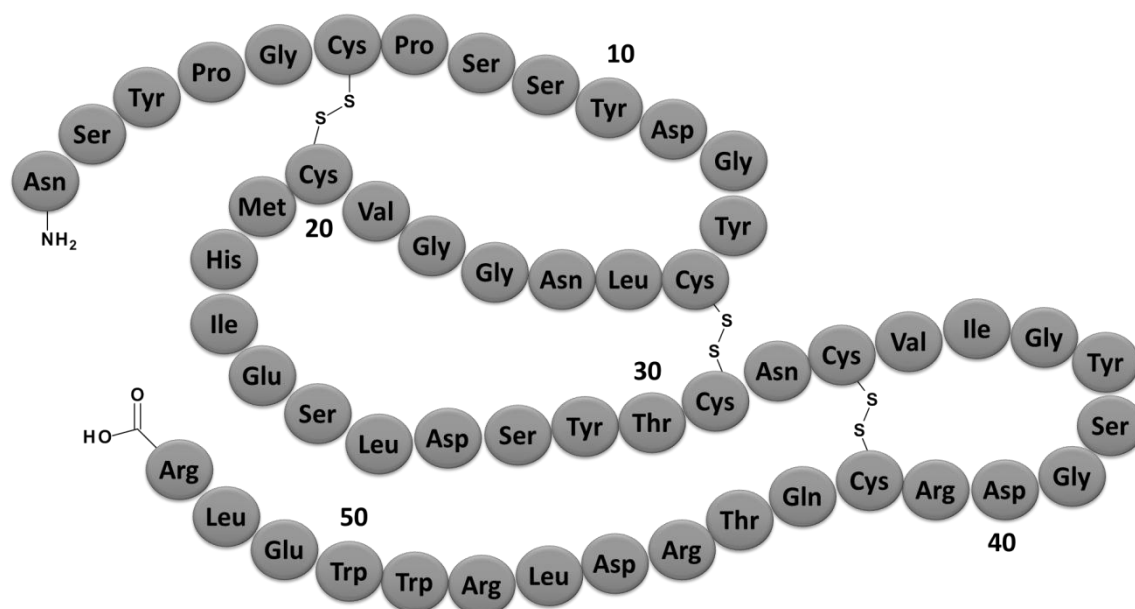 NH₂
Asn
Ser
Tyr
Pro
Gly
Cys
S
S
Pro
Ser
Ser
Tyr
10
Asp
Gly
Tyr
Cys
S
S
Leu
Asn
Gly
Gly
Val
Cys
20
Met
His
Ile
Glu
Ser
Leu
Asp
Ser
Tyr
Thr
30
Cys
Asn
Cys
S
S
Val
Ile
Gly
Tyr
Ser
Gly
Asp
40
Arg
Cys
Gln
Thr
Arg
Asp
Leu
Arg
Trp
Trp
50
Glu
Leu
Arg
O
HO